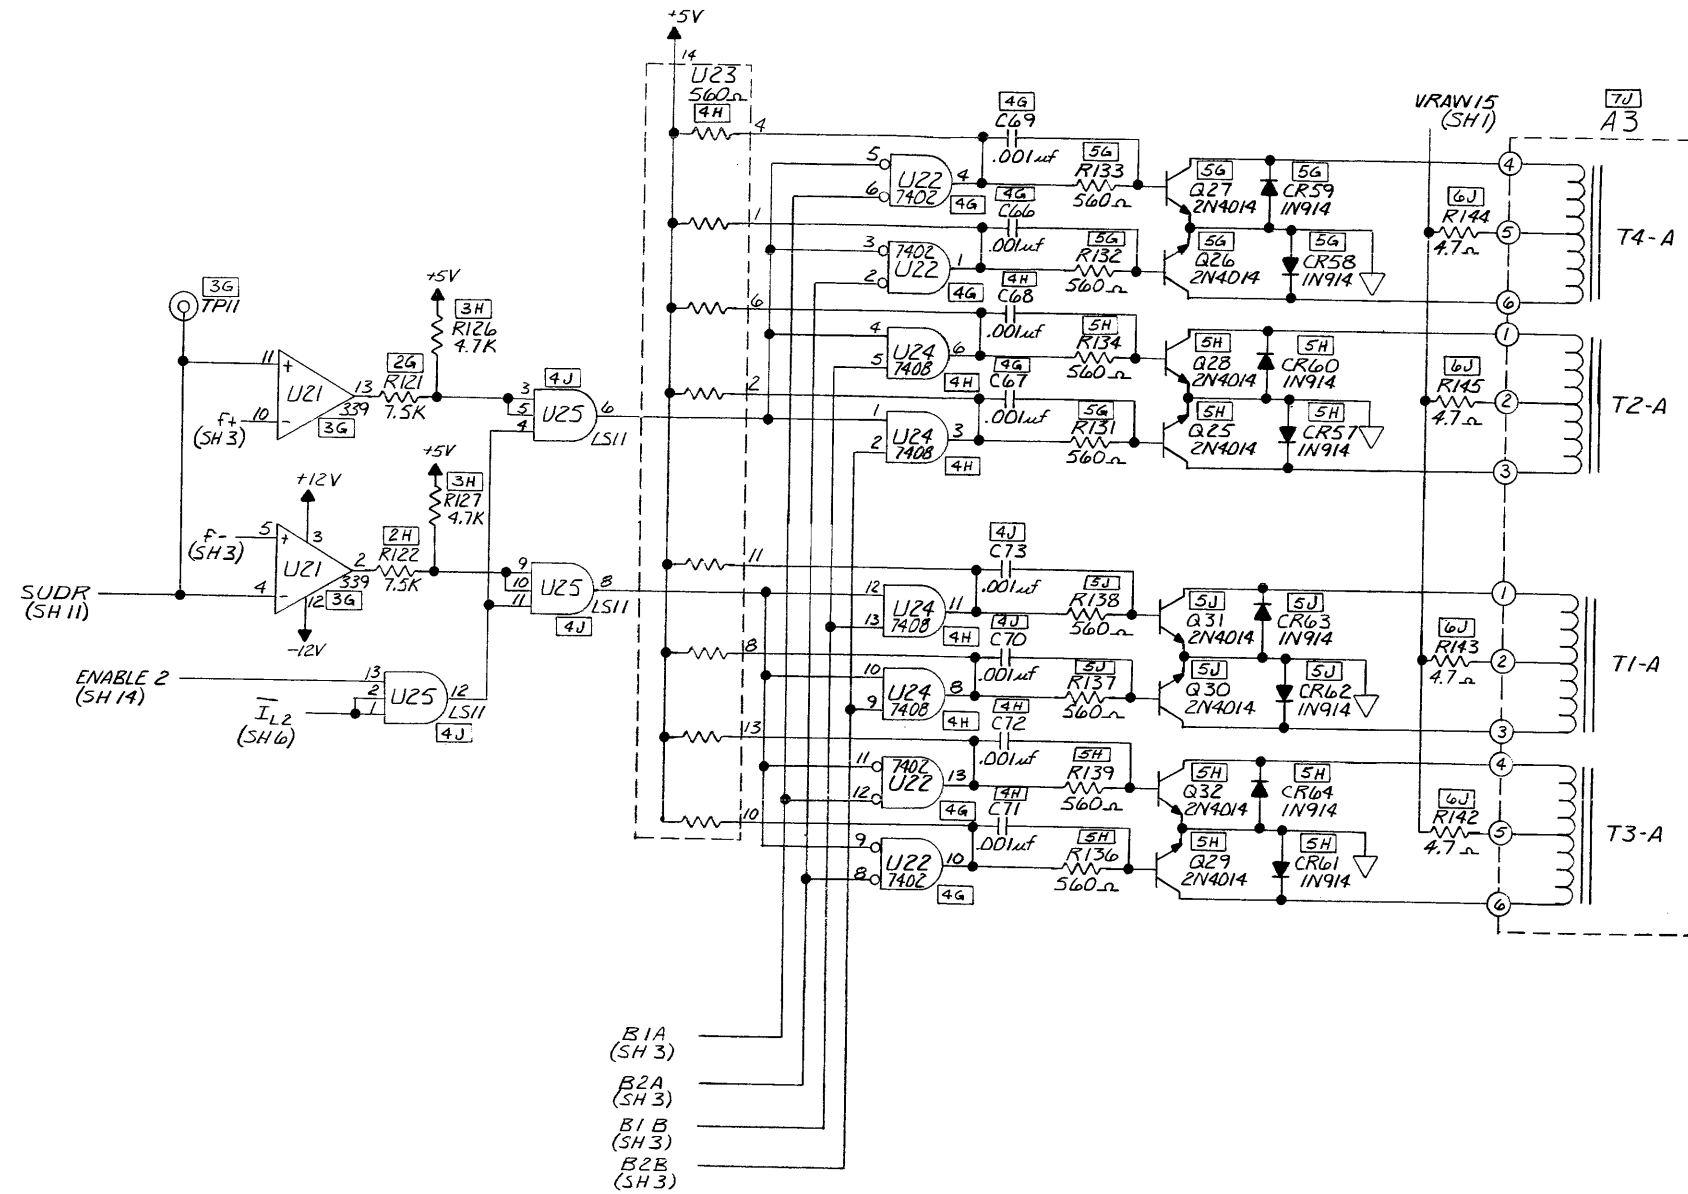 +5V
14
U23
560Ω
4H
4
1
6
2
11
8
13
10
VRAW15
(SH1)
7J
A3
4G
C69
.001uf
5
6
U22
7402
4
4G
5G
R133
560Ω
5G
Q27
2N4014
5G
CR59
1N914
4
6J
R144
4.7Ω
5
T4-A
4G
C66
.001uf
3
2
7402
U22
1
4G
5G
R132
560Ω
5G
Q26
2N4014
5G
CR58
1N914
6
4H
C68
.001uf
4
5
U24
7408
6
4H
5H
R134
560Ω
5H
Q28
2N4014
5H
CR60
1N914
1
6J
R145
4.7Ω
2
T2-A
4G
C67
.001uf
1
2
U24
7408
3
4H
5G
R131
560Ω
5H
Q25
2N4014
5H
CR57
1N914
3
3G
TP11
+5V
3H
R126
4.7K
11
+
10
-
U21
13
339
3G
f+
(SH3)
2G
R121
7.5K
4J
3
5
4
U25
6
LS11
+5V
3H
R127
4.7K
+12V
3
f-
(SH3)
5
+
4
-
U21
2
339
3G
12
-12V
2H
R122
7.5K
9
10
11
U25
8
LS11
4J
SUDR
(SH11)
ENABLE 2
(SH14)
13
2
1
U25
12
LS11
4J
I̅L2
(SH6)
4J
C73
.001uf
12
13
U24
7408
11
4H
5J
R138
560Ω
5J
Q31
2N4014
5J
CR63
1N914
1
6J
R143
4.7Ω
2
T1-A
4J
C70
.001uf
10
9
U24
7408
8
4H
5J
R137
560Ω
5J
Q30
2N4014
5J
CR62
1N914
3
4H
C72
.001uf
11
12
7402
U22
13
4G
5H
R139
560Ω
5H
Q32
2N4014
5H
CR64
1N914
4
6J
R142
4.7Ω
5
T3-A
4H
C71
.001uf
9
8
U22
7402
10
4G
5H
R136
560Ω
5H
Q29
2N4014
5H
CR61
1N914
6
B1A
(SH3)
B2A
(SH3)
B1B
(SH3)
B2B
(SH3)